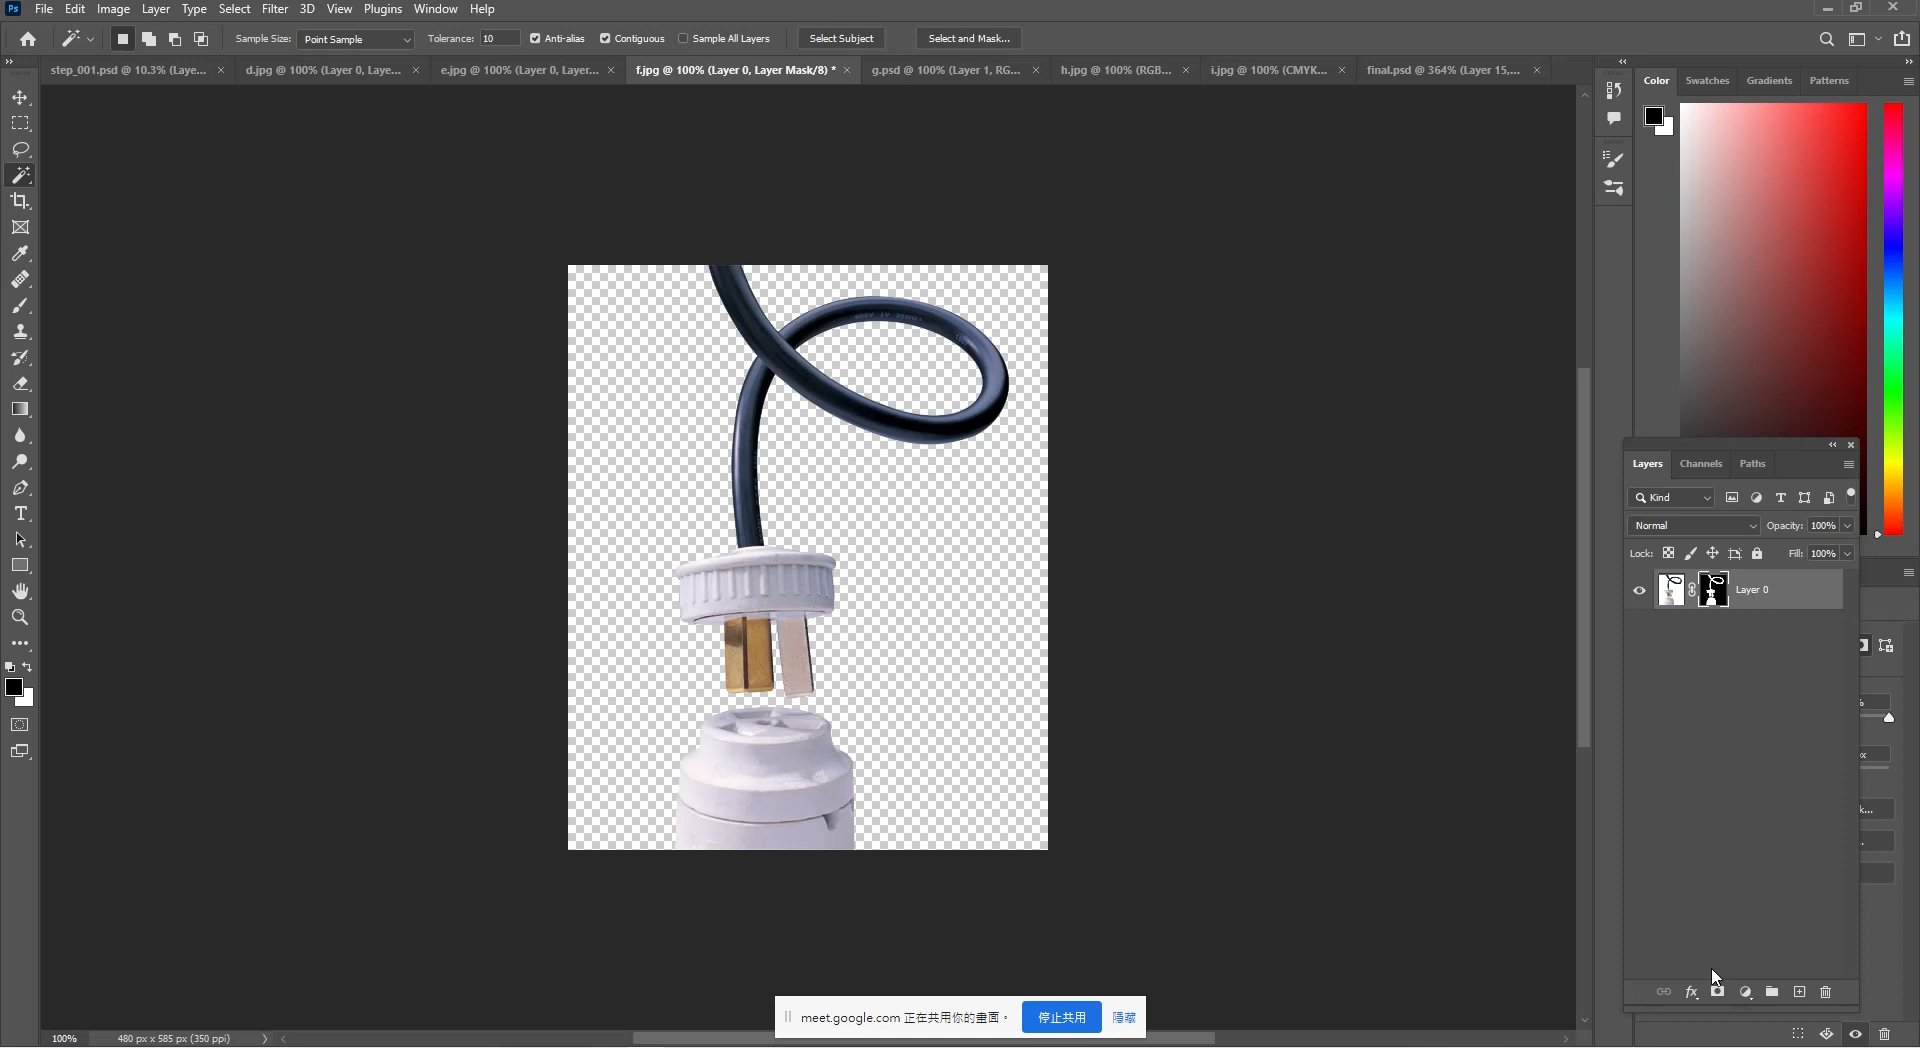 Ps File Edit Image Layer Type Select Filter 3D View Plugins Window Help
Sample Size: Point Sample Tolerance: 10 Anti-alias Contiguous Sample All Layers Select Subject Select and Mask...
step_001.psd @ 10.3% (Laye... × d.jpg @ 100% (Layer 0, Laye... × e.jpg @ 100% (Layer 0, Layer... × f.jpg @ 100% (Layer 0, Layer Mask/8) * × g.psd @ 100% (Layer 1, RG... × h.jpg @ 100% (RGB... × i.jpg @ 100% (CMYK... × final.psd @ 364% (Layer 15,... ×
Color Swatches Gradients Patterns
Layers Channels Paths
Kind
Normal Opacity: 100%
Lock: Fill: 100%
Layer 0
fx
meet.google.com 正在共用你的畫面。 停止共用 隱藏
100% 480 px x 585 px (350 ppi)